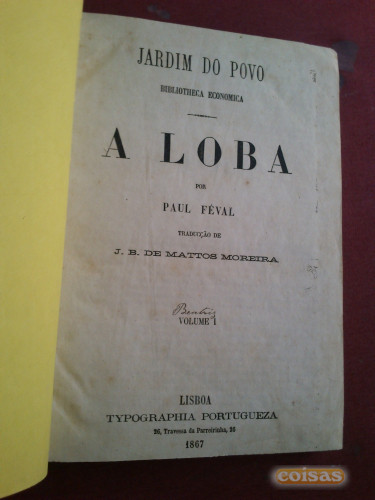 JARDIM DO POVO
BIBLIOTHECA ECONOMICA
A LOBA
POR
PAUL FÉVAL
TRADUCÇÃO DE
J. B. DE MATTOS MOREIRA
VOLUME I
LISBOA
TYPOGRAPHIA PORTUGUEZA
26, Travessa da Parreirinha, 28
1867
coisas